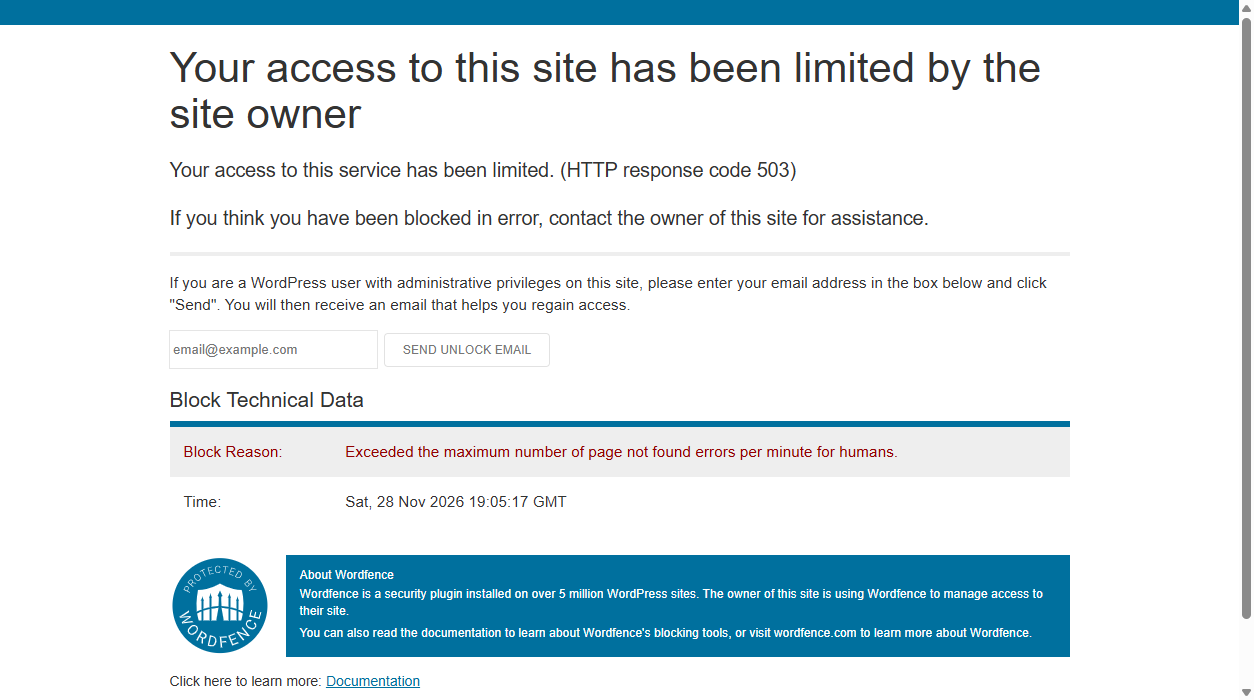 Your access to this site has been limited by the
site owner
Your access to this service has been limited. (HTTP response code 503)
If you think you have been blocked in error, contact the owner of this site for assistance.
If you are a WordPress user with administrative privileges on this site, please enter your email address in the box below and click
"Send". You will then receive an email that helps you regain access.
email@example.com SEND UNLOCK EMAIL
Block Technical Data
Block Reason: Exceeded the maximum number of page not found errors per minute for humans.
Time: Sat, 28 Nov 2026 19:05:17 GMT
PROTECTED BY
WORDFENCE
About Wordfence
Wordfence is a security plugin installed on over 5 million WordPress sites. The owner of this site is using Wordfence to manage access to
their site.
You can also read the documentation to learn about Wordfence's blocking tools, or visit wordfence.com to learn more about Wordfence.
Click here to learn more: Documentation